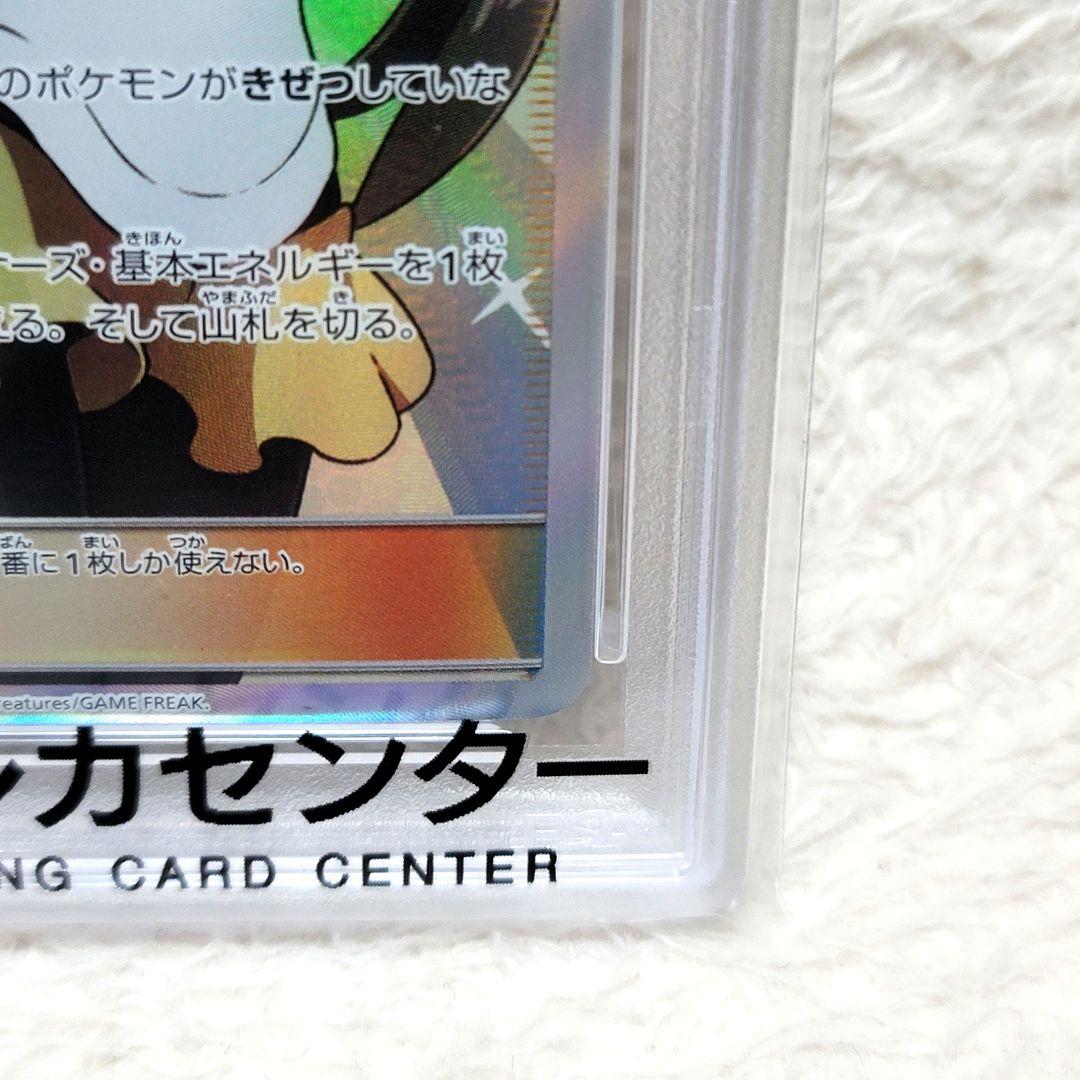 のポケモンがきぜつしていな
きほん まい
ーズ・基本エネルギーを1枚
やまふだ き
える。そして山札を切る。
ばん まい つか
番に1枚しか使えない。
reatures/GAME FREAK.
レカセンター
NG CARD CENTER